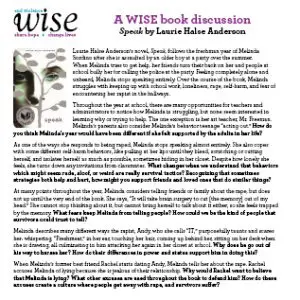 end violence
wise
share.hope + change.lives
A WISE book discussion
Speak by Laurie Halse Anderson
speak
Laurie Halse Anderson's novel, Speak, follows the freshman year of Melinda
Sordino after she is assaulted by an older boy at a party over the summer.
When Melinda tries to get help, her friends turn their back on her and people at
school bully her for calling the police at the party. Feeling completely alone and
unheard, Melinda stops speaking entirely. Over the course of the book, Melinda
struggles with keeping up with school work, loneliness, rape, self-harm, and fear of
encountering her rapist in the hallways.
Throughout the year at school, there are many opportunities for teachers and
administrators to notice how Melinda is struggling, but none seem interested in
learning why or trying to help. The one exception is her art teacher, Mr. Freeman.
Melinda's parents also consider Melinda's behavior teenage "acting out." How do
you think Melinda's year would have been different if she felt supported by the adults in her life?
As one of the ways she responds to being raped, Melinda stops speaking almost entirely. She also copes
with some different self-harm behaviors, like pulling at her lips until they bleed, scratching or cutting
herself, and isolates herself as much as possible, sometimes hiding in her closet. Despite how lonely she
feels, she turns down any invitations from classmates. What changes when we understand that behaviors
which might seem rude, aloof, or weird are really survival tactics? Recognizing that sometimes
strategies both help and hurt, how might you support friends and loved ones that do similar things?
At many points throughout the year, Melinda considers telling family or friends about the rape, but does
not up until the very end of the book. She says, "It will take brain surgery to cut [the memory] out of my
head." She cannot stop thinking about it, but cannot bring herself to talk about it either, so she feels trapped
by the memory. What fears keep Melinda from telling people? How could we be the kind of people that
survivors could trust to tell?
Melinda describes many different ways the rapist, Andy, who she calls "IT," purposefully taunts and scares
her, whispering "Freshmeat" in her ear, touching her hair, coming up behind her, sitting on her desk when
she is drawing, all culminating in him attacking her again in her closet at school. Why does he go out of
his way to harass her? How do their differences in power and status support him in doing this?
When Melinda's former best friend Rachel starts dating Andy, Melinda tells her about the rape. Rachel
accuses Melinda of lying because she is jealous of their relationship. Why would Rachel want to believe
that Melinda is lying? What other excuses are used throughout the book to defend him? How do these
excuses create a culture where people get away with rape, and survivors suffer?